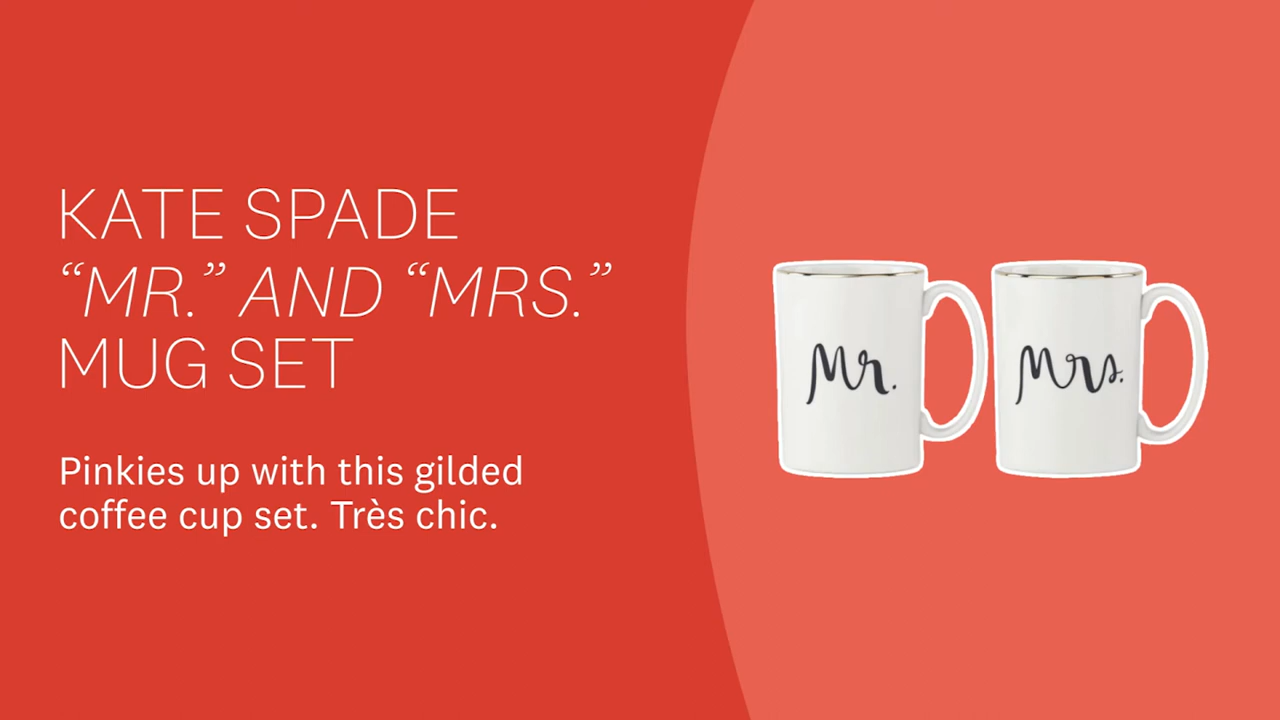 KATE SPADE
“MR.” AND “MRS.”
MUG SET
Pinkies up with this gilded
coffee cup set. Très chic.
Mr.
Mrs.